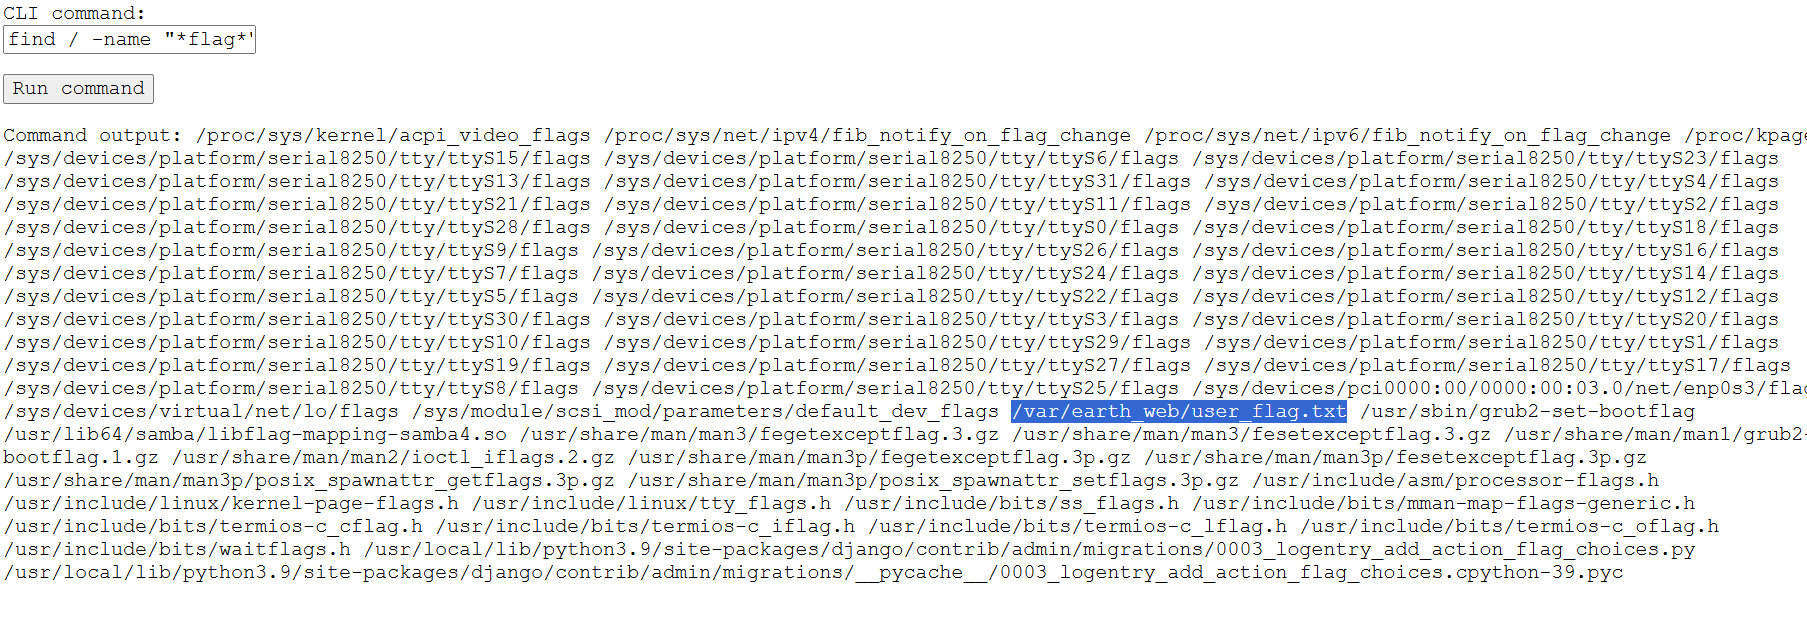 CLI command:
find / -name "*flag*'
Run command
Command output: /proc/sys/kernel/acpi_video_flags /proc/sys/net/ipv4/fib_notify_on_flag_change /proc/sys/net/ipv6/fib_notify_on_flag_change /proc/kpage
/sys/devices/platform/serial8250/tty/ttyS15/flags /sys/devices/platform/serial8250/tty/ttyS6/flags /sys/devices/platform/serial8250/tty/ttyS23/flags
/sys/devices/platform/serial8250/tty/ttyS13/flags /sys/devices/platform/serial8250/tty/ttyS31/flags /sys/devices/platform/serial8250/tty/ttyS4/flags
/sys/devices/platform/serial8250/tty/ttyS21/flags /sys/devices/platform/serial8250/tty/ttyS11/flags /sys/devices/platform/serial8250/tty/ttyS2/flags
/sys/devices/platform/serial8250/tty/ttyS28/flags /sys/devices/platform/serial8250/tty/ttyS0/flags /sys/devices/platform/serial8250/tty/ttyS18/flags
/sys/devices/platform/serial8250/tty/ttyS9/flags /sys/devices/platform/serial8250/tty/ttyS26/flags /sys/devices/platform/serial8250/tty/ttyS16/flags
/sys/devices/platform/serial8250/tty/ttyS7/flags /sys/devices/platform/serial8250/tty/ttyS24/flags /sys/devices/platform/serial8250/tty/ttyS14/flags
/sys/devices/platform/serial8250/tty/ttyS5/flags /sys/devices/platform/serial8250/tty/ttyS22/flags /sys/devices/platform/serial8250/tty/ttyS12/flags
/sys/devices/platform/serial8250/tty/ttyS30/flags /sys/devices/platform/serial8250/tty/ttyS3/flags /sys/devices/platform/serial8250/tty/ttyS20/flags
/sys/devices/platform/serial8250/tty/ttyS10/flags /sys/devices/platform/serial8250/tty/ttyS29/flags /sys/devices/platform/serial8250/tty/ttyS1/flags
/sys/devices/platform/serial8250/tty/ttyS19/flags /sys/devices/platform/serial8250/tty/ttyS27/flags /sys/devices/platform/serial8250/tty/ttyS17/flags
/sys/devices/platform/serial8250/tty/ttyS8/flags /sys/devices/platform/serial8250/tty/ttyS25/flags /sys/devices/pci0000:00/0000:00:03.0/net/enp0s3/flag
/sys/devices/virtual/net/lo/flags /sys/module/scsi_mod/parameters/default_dev_flags /var/earth_web/user_flag.txt /usr/sbin/grub2-set-bootflag
/usr/lib64/samba/libflag-mapping-samba4.so /usr/share/man/man3/fegetexceptflag.3.gz /usr/share/man/man3/fesetexceptflag.3.gz /usr/share/man/man1/grub2-
bootflag.1.gz /usr/share/man/man2/ioctl_iflags.2.gz /usr/share/man/man3p/fegetexceptflag.3p.gz /usr/share/man/man3p/fesetexceptflag.3p.gz
/usr/share/man/man3p/posix_spawnattr_getflags.3p.gz /usr/share/man/man3p/posix_spawnattr_setflags.3p.gz /usr/include/asm/processor-flags.h
/usr/include/linux/kernel-page-flags.h /usr/include/linux/tty_flags.h /usr/include/bits/ss_flags.h /usr/include/bits/mman-map-flags-generic.h
/usr/include/bits/termios-c_cflag.h /usr/include/bits/termios-c_iflag.h /usr/include/bits/termios-c_lflag.h /usr/include/bits/termios-c_oflag.h
/usr/include/bits/waitflags.h /usr/local/lib/python3.9/site-packages/django/contrib/admin/migrations/0003_logentry_add_action_flag_choices.py
/usr/local/lib/python3.9/site-packages/django/contrib/admin/migrations/__pycache__/0003_logentry_add_action_flag_choices.cpython-39.pyc